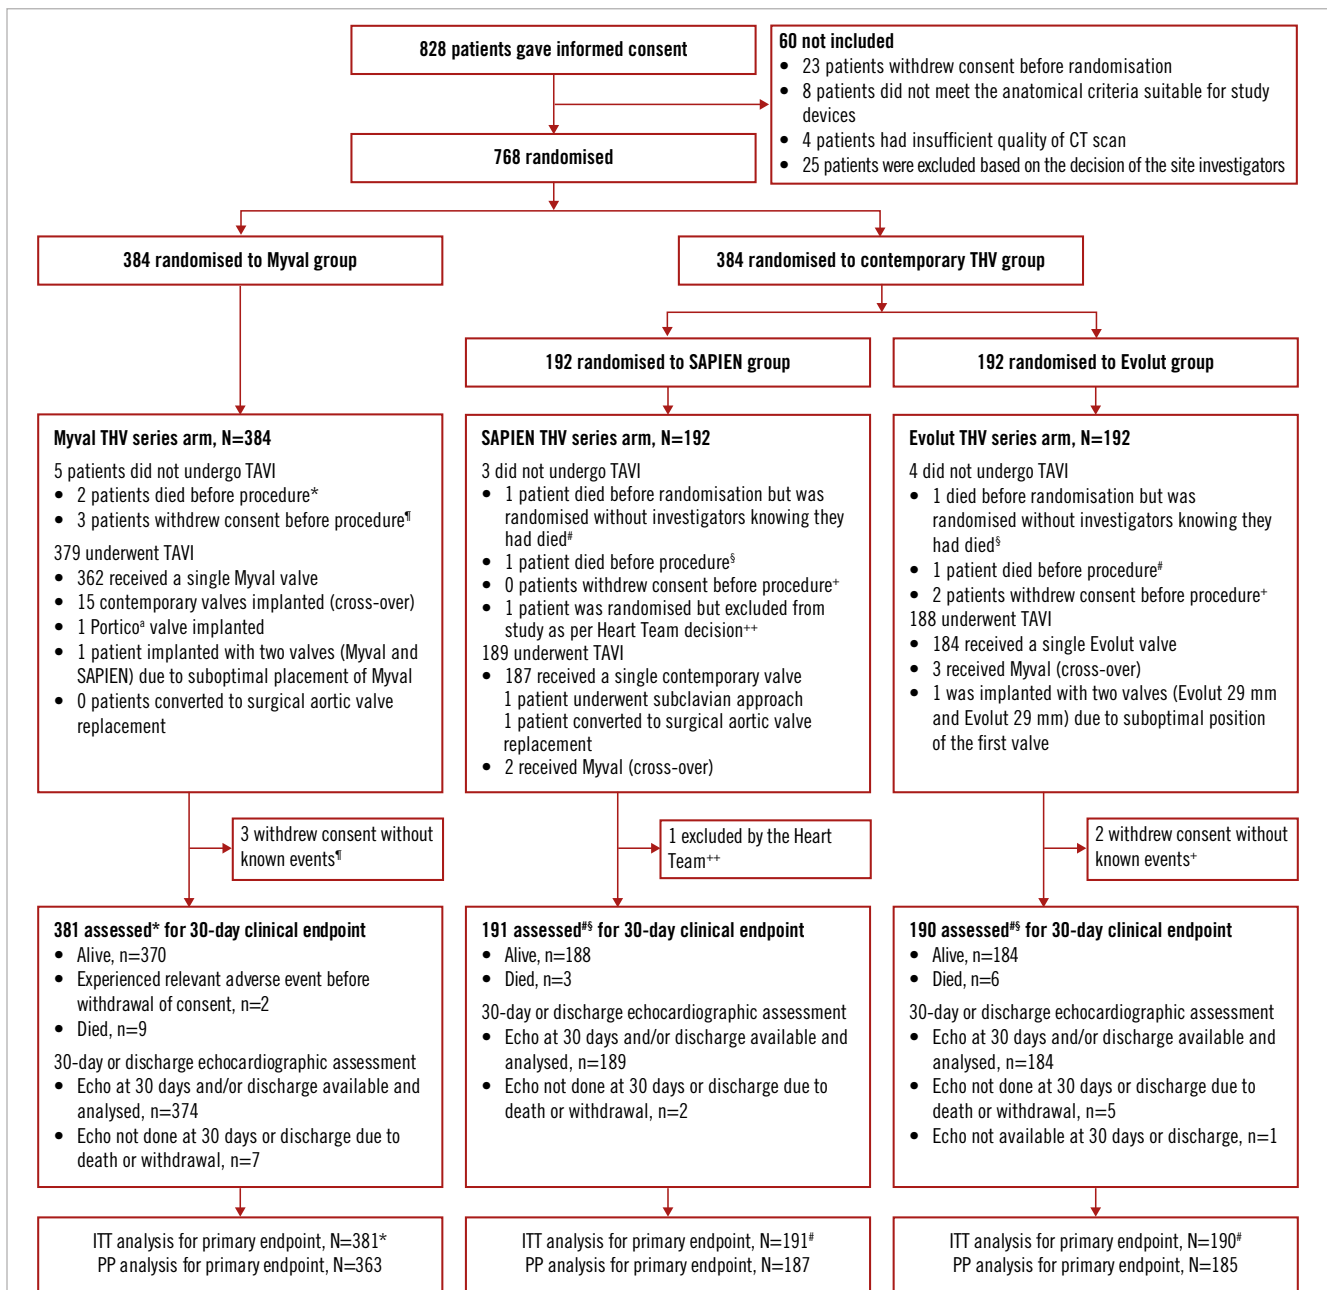 828 patients gave informed consent
60 not included
• 23 patients withdrew consent before randomisation
• 8 patients did not meet the anatomical criteria suitable for study
devices
• 4 patients had insufficient quality of CT scan
• 25 patients were excluded based on the decision of the site investigators
768 randomised
384 randomised to Myval group
384 randomised to contemporary THV group
192 randomised to SAPIEN group
192 randomised to Evolut group
Myval THV series arm, N=384
5 patients did not undergo TAVI
• 2 patients died before procedure*
• 3 patients withdrew consent before procedure¶
379 underwent TAVI
• 362 received a single Myval valve
• 15 contemporary valves implanted (cross-over)
• 1 Porticoª valve implanted
• 1 patient implanted with two valves (Myval and
SAPIEN) due to suboptimal placement of Myval
• 0 patients converted to surgical aortic valve
replacement
SAPIEN THV series arm, N=192
3 did not undergo TAVI
• 1 patient died before randomisation but was
randomised without investigators knowing they
had died#
• 1 patient died before procedure§
• 0 patients withdrew consent before procedure+
• 1 patient was randomised but excluded from
study as per Heart Team decision++
189 underwent TAVI
• 187 received a single contemporary valve
1 patient underwent subclavian approach
1 patient converted to surgical aortic valve
replacement
• 2 received Myval (cross-over)
Evolut THV series arm, N=192
4 did not undergo TAVI
• 1 died before randomisation but was
randomised without investigators knowing they
had died§
• 1 patient died before procedure#
• 2 patients withdrew consent before procedure+
188 underwent TAVI
• 184 received a single Evolut valve
• 3 received Myval (cross-over)
• 1 was implanted with two valves (Evolut 29 mm
and Evolut 29 mm) due to suboptimal position
of the first valve
3 withdrew consent without
known events¶
1 excluded by the Heart
Team++
2 withdrew consent without
known events+
381 assessed* for 30-day clinical endpoint
• Alive, n=370
• Experienced relevant adverse event before
withdrawal of consent, n=2
• Died, n=9
30-day or discharge echocardiographic assessment
• Echo at 30 days and/or discharge available and
analysed, n=374
• Echo not done at 30 days or discharge due to
death or withdrawal, n=7
191 assessed#§ for 30-day clinical endpoint
• Alive, n=188
• Died, n=3
30-day or discharge echocardiographic assessment
• Echo at 30 days and/or discharge available and
analysed, n=189
• Echo not done at 30 days or discharge due to
death or withdrawal, n=2
190 assessed#§ for 30-day clinical endpoint
• Alive, n=184
• Died, n=6
30-day or discharge echocardiographic assessment
• Echo at 30 days and/or discharge available and
analysed, n=184
• Echo not done at 30 days or discharge due to
death or withdrawal, n=5
• Echo not available at 30 days or discharge, n=1
ITT analysis for primary endpoint, N=381*
PP analysis for primary endpoint, N=363
ITT analysis for primary endpoint, N=191#
PP analysis for primary endpoint, N=187
ITT analysis for primary endpoint, N=190#
PP analysis for primary endpoint, N=185